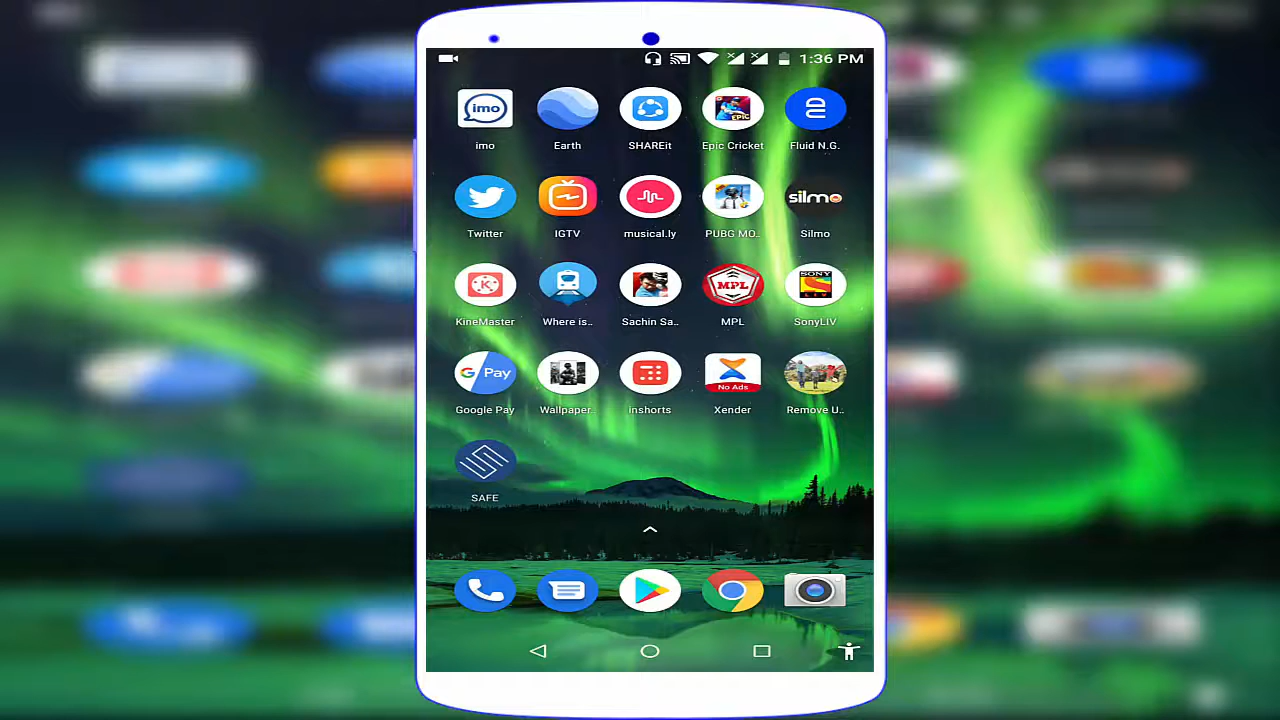 1:36 PM
imo
imo Earth SHAREit Epic Cricket Fluid N.G.
EPIC
silmo
Twitter IGTV musical.ly PUBG MO.. Silmo
K MPL SONY
LIV
KineMaster Where is.. Sachin Sa.. MPL SonyLIV
G Pay
No Ads
Google Pay Wallpaper.. inshorts Xender Remove U..
SAFE